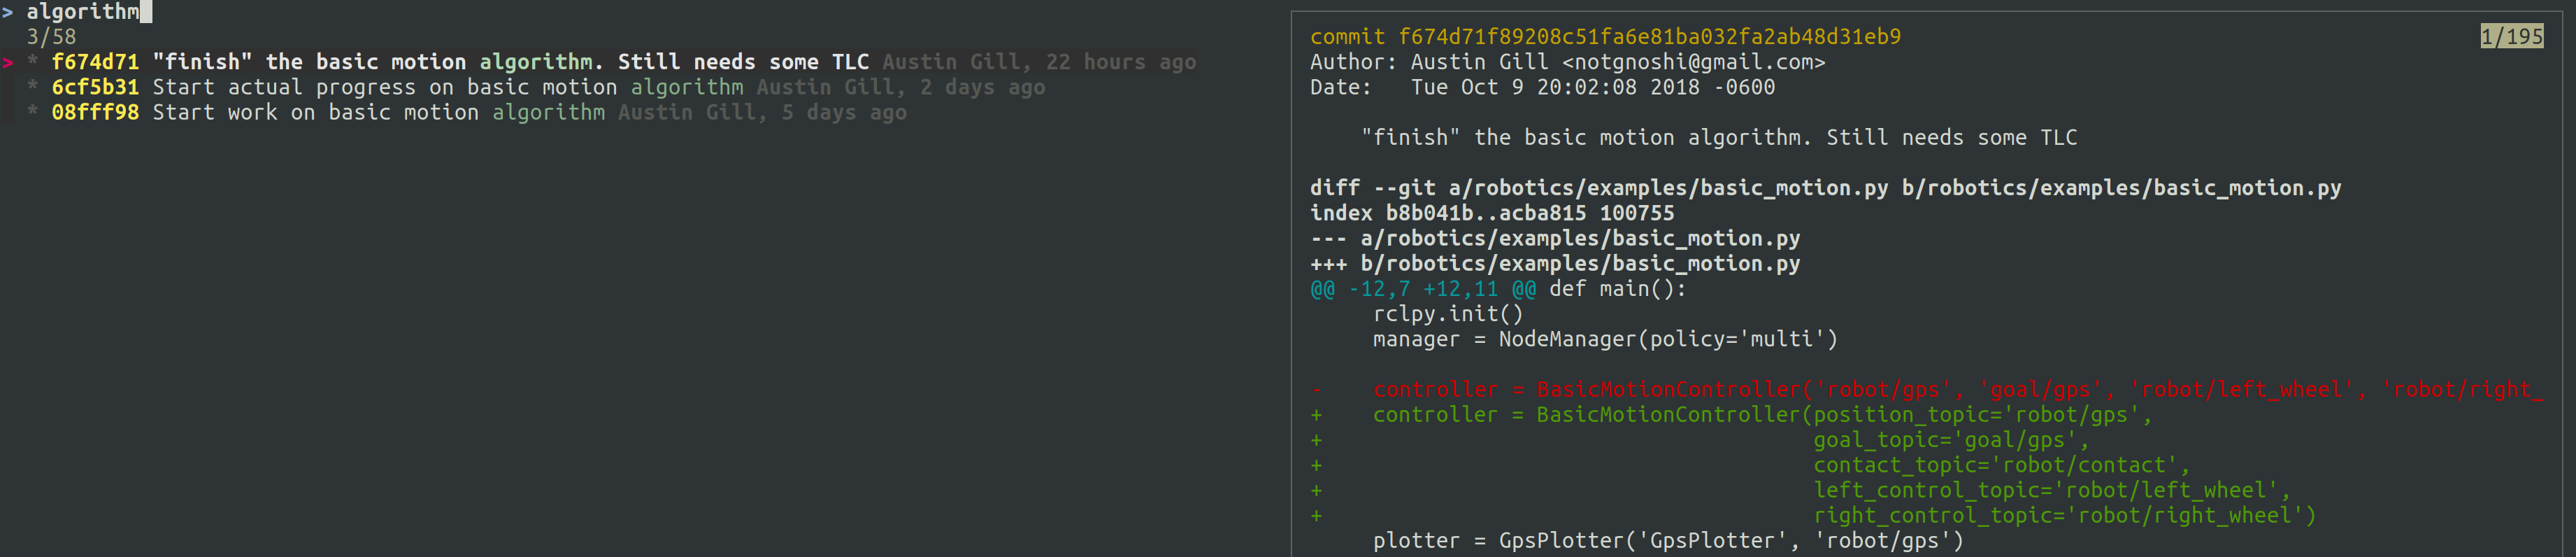 > algorithm
3/58
> * f674d71 "finish" the basic motion algorithm. Still needs some TLC Austin Gill, 22 hours ago
* 6cf5b31 Start actual progress on basic motion algorithm Austin Gill, 2 days ago
* 08fff98 Start work on basic motion algorithm Austin Gill, 5 days ago
commit f674d71f89208c51fa6e81ba032fa2ab48d31eb9 1/195
Author: Austin Gill <notgnoshi@gmail.com>
Date:   Tue Oct 9 20:02:08 2018 -0600
"finish" the basic motion algorithm. Still needs some TLC
diff --git a/robotics/examples/basic_motion.py b/robotics/examples/basic_motion.py
index b8b041b..acba815 100755
--- a/robotics/examples/basic_motion.py
+++ b/robotics/examples/basic_motion.py
@@ -12,7 +12,11 @@ def main():
     rclpy.init()
     manager = NodeManager(policy='multi')
-    controller = BasicMotionController('robot/gps', 'goal/gps', 'robot/left_wheel', 'robot/right_
+    controller = BasicMotionController(position_topic='robot/gps',
+                                       goal_topic='goal/gps',
+                                       contact_topic='robot/contact',
+                                       left_control_topic='robot/left_wheel',
+                                       right_control_topic='robot/right_wheel')
     plotter = GpsPlotter('GpsPlotter', 'robot/gps')